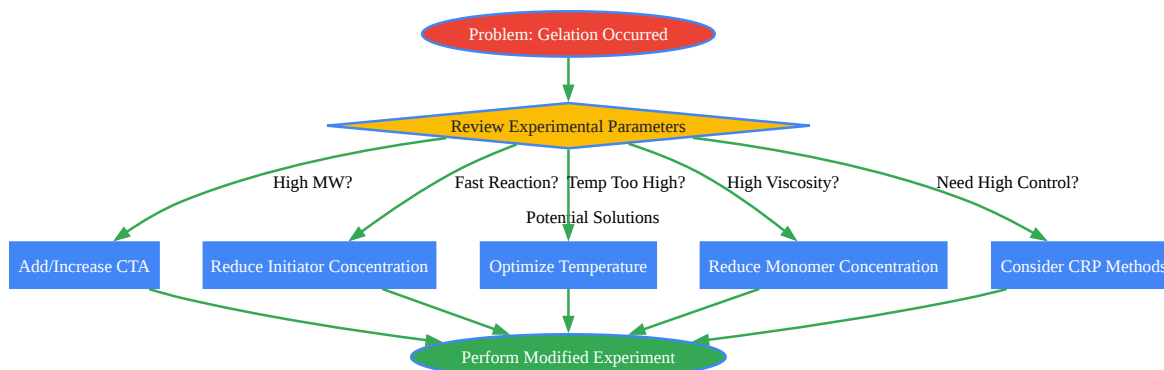 Problem: Gelation Occurred
Review Experimental Parameters
High MW?
Fast Reaction?
Temp Too High?
High Viscosity?
Need High Control?
Potential Solutions
Add/Increase CTA
Reduce Initiator Concentration
Optimize Temperature
Reduce Monomer Concentration
Consider CRP Methods
Perform Modified Experiment